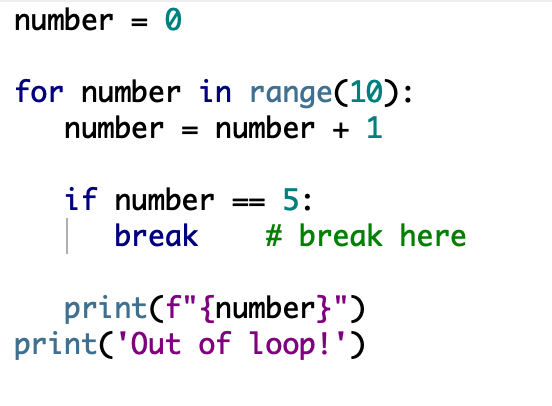 number = 0
for number in range(10):
number = number + 1
if number == 5:
break # break here
print(f"{number}")
print('Out of loop!')